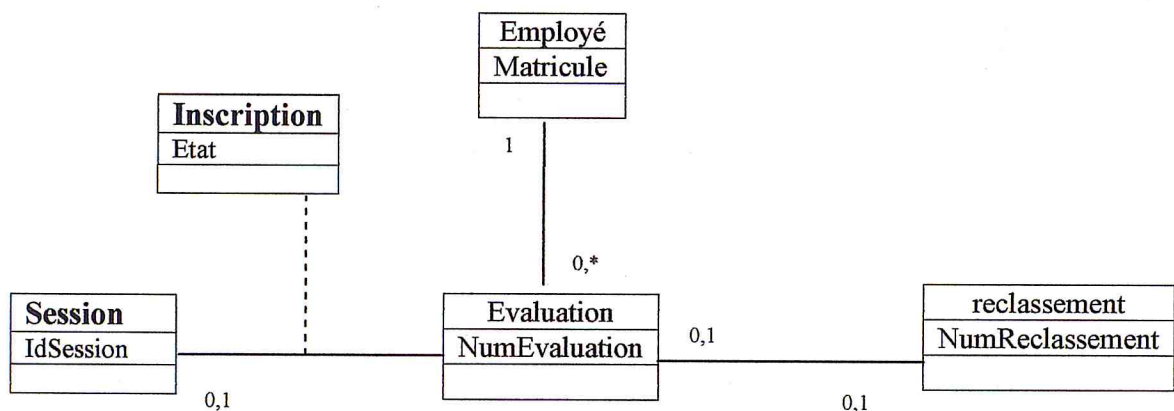 Employé
Matricule
Inscription
Etat
1
0,*
Session
IdSession
0,1
Evaluation
NumEvaluation
0,1
0,1
reclassement
NumReclassement